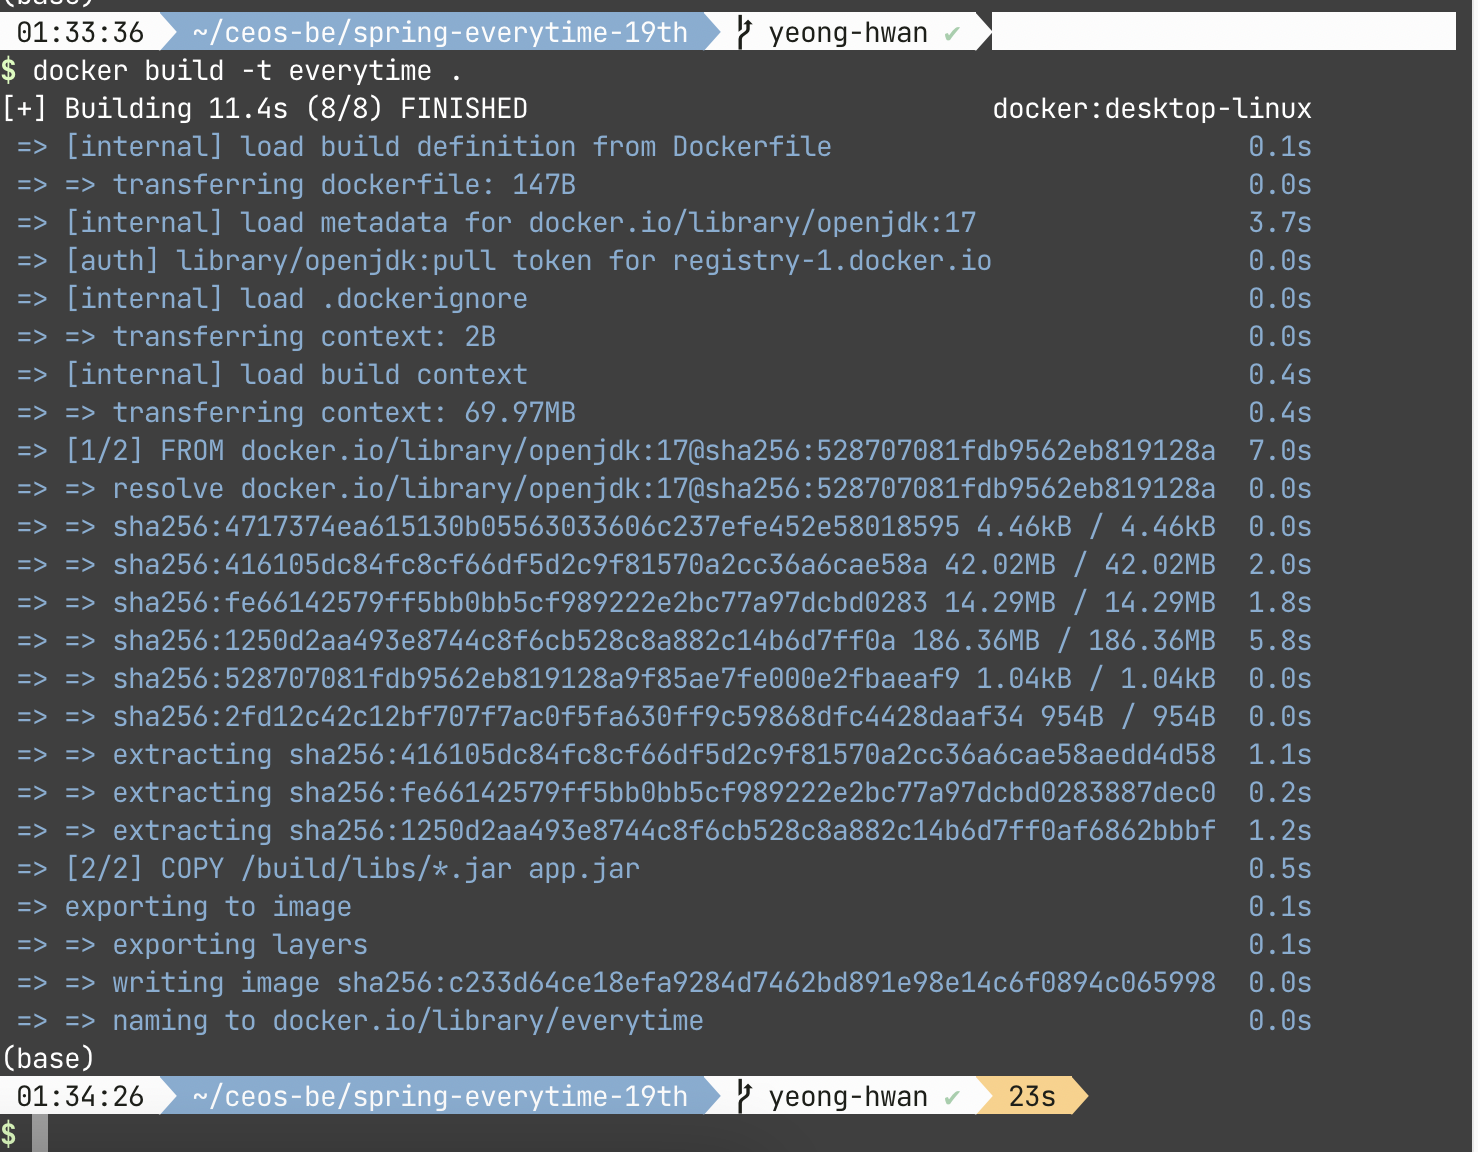 (base)
01:33:36 ~/ceos-be/spring-everytime-19th yeong-hwan ✔
$ docker build -t everytime .
[+] Building 11.4s (8/8) FINISHED docker:desktop-linux
=> [internal] load build definition from Dockerfile 0.1s
=> => transferring dockerfile: 147B 0.0s
=> [internal] load metadata for docker.io/library/openjdk:17 3.7s
=> [auth] library/openjdk:pull token for registry-1.docker.io 0.0s
=> [internal] load .dockerignore 0.0s
=> => transferring context: 2B 0.0s
=> [internal] load build context 0.4s
=> => transferring context: 69.97MB 0.4s
=> [1/2] FROM docker.io/library/openjdk:17@sha256:528707081fdb9562eb819128a 7.0s
=> => resolve docker.io/library/openjdk:17@sha256:528707081fdb9562eb819128a 0.0s
=> => sha256:4717374ea615130b05563033606c237efe452e58018595 4.46kB / 4.46kB 0.0s
=> => sha256:416105dc84fc8cf66df5d2c9f81570a2cc36a6cae58a 42.02MB / 42.02MB 2.0s
=> => sha256:fe66142579ff5bb0bb5cf989222e2bc77a97dcbd0283 14.29MB / 14.29MB 1.8s
=> => sha256:1250d2aa493e8744c8f6cb528c8a882c14b6d7ff0a 186.36MB / 186.36MB 5.8s
=> => sha256:528707081fdb9562eb819128a9f85ae7fe000e2fbaeaf9 1.04kB / 1.04kB 0.0s
=> => sha256:2fd12c42c12bf707f7ac0f5fa630ff9c59868dfc4428daaf34 954B / 954B 0.0s
=> => extracting sha256:416105dc84fc8cf66df5d2c9f81570a2cc36a6cae58aedd4d58 1.1s
=> => extracting sha256:fe66142579ff5bb0bb5cf989222e2bc77a97dcbd0283887dec0 0.2s
=> => extracting sha256:1250d2aa493e8744c8f6cb528c8a882c14b6d7ff0af6862bbbf 1.2s
=> [2/2] COPY /build/libs/*.jar app.jar 0.5s
=> exporting to image 0.1s
=> => exporting layers 0.1s
=> => writing image sha256:c233d64ce18efa9284d7462bd891e98e14c6f0894c065998 0.0s
=> => naming to docker.io/library/everytime 0.0s
(base)
01:34:26 ~/ceos-be/spring-everytime-19th yeong-hwan ✔ 23s
$